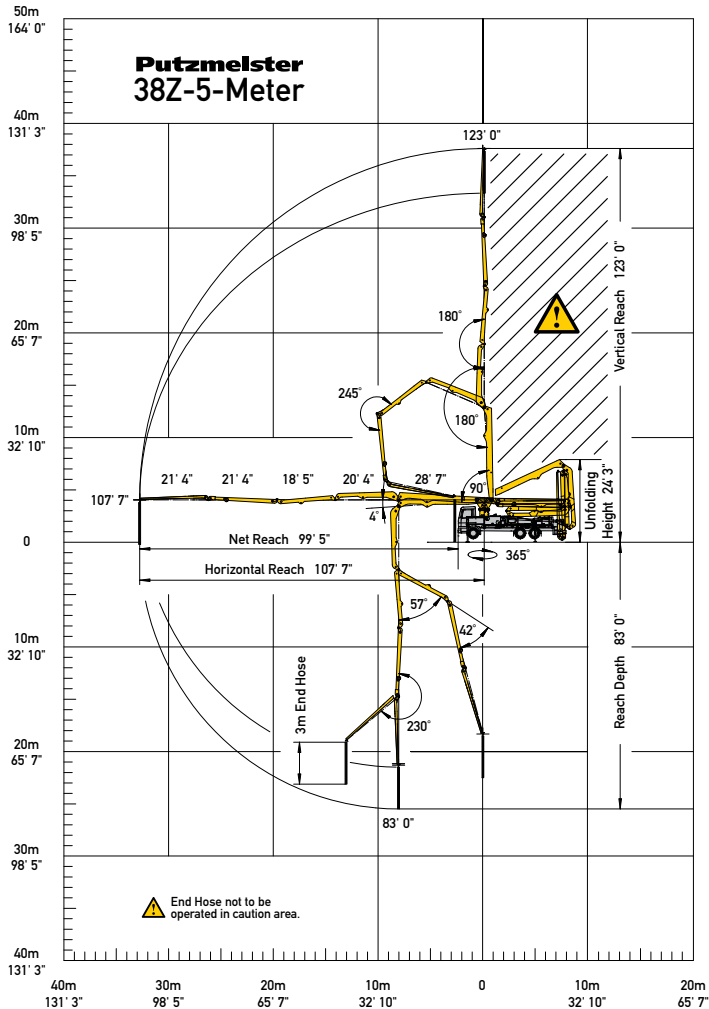 50m
164' 0"
Putzmeister
38Z-5-Meter
40m
131' 3"
123' 0"
30m
98' 5"
Vertical Reach 123' 0"
180°
20m
65' 7"
245°
180°
10m
32' 10"
21' 4" 21' 4" 18' 5" 20' 4" 28' 7"
90°
Unfolding
Height 24' 3"
107' 7"
4°
0
Net Reach 99' 5"
365°
Horizontal Reach 107' 7"
57°
42°
10m
32' 10"
Reach Depth 83' 0"
3m End Hose
230°
20m
65' 7"
83' 0"
30m
98' 5"
End Hose not to be
operated in caution area.
40m
131' 3"
40m 30m 20m 10m 0 10m 20m
131' 3" 98' 5" 65' 7" 32' 10" 32' 10" 65' 7"